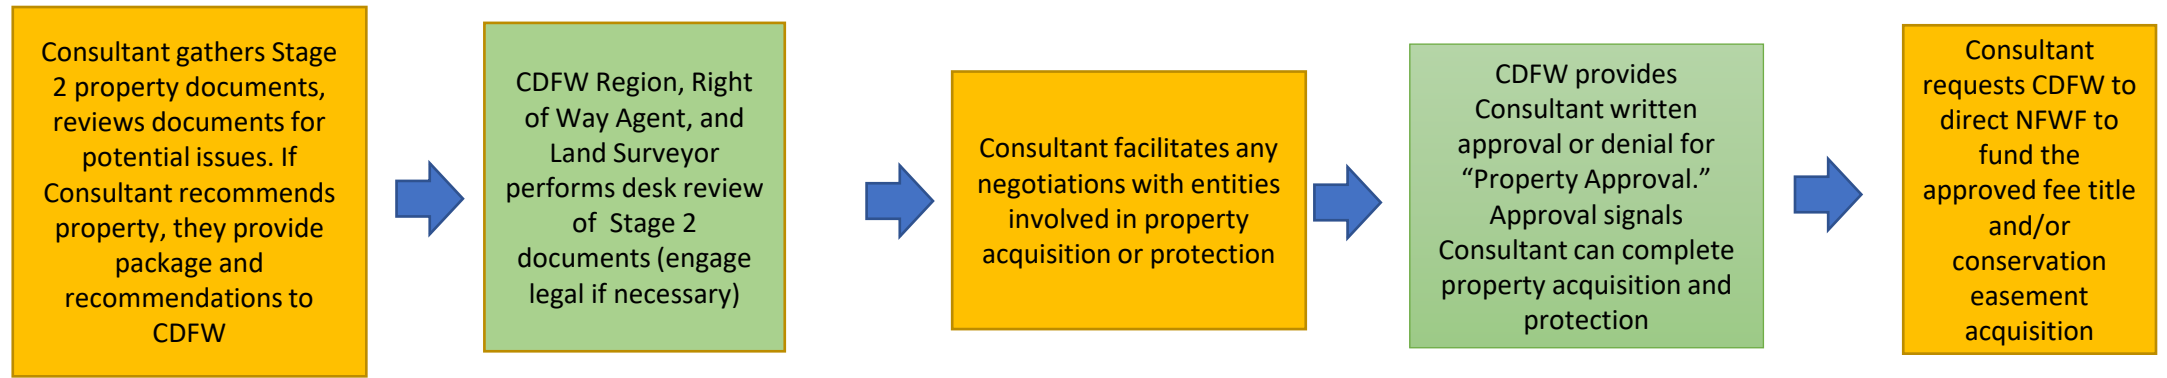 Consultant gathers Stage
2 property documents,
reviews documents for
potential issues. If
Consultant recommends
property, they provide
package and
recommendations to
CDFW
CDFW Region, Right
of Way Agent, and
Land Surveyor
performs desk review
of Stage 2
documents (engage
legal if necessary)
Consultant facilitates any
negotiations with entities
involved in property
acquisition or protection
CDFW provides
Consultant written
approval or denial for
“Property Approval.”
Approval signals
Consultant can complete
property acquisition and
protection
Consultant
requests CDFW to
direct NFWF to
fund the
approved fee title
and/or
conservation
easement
acquisition